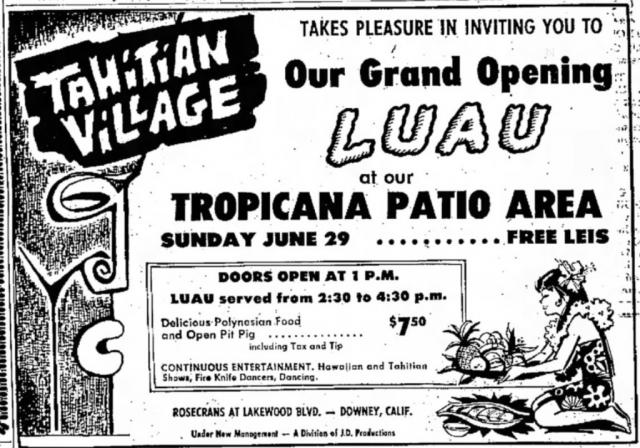 TAHITIAN
VILLAGE
TAKES PLEASURE IN INVITING YOU TO
Our Grand Opening
LUAU
at our
TROPICANA PATIO AREA
SUNDAY JUNE 29 ........... FREE LEIS
DOORS OPEN AT 1 P.M.
LUAU served from 2:30 to 4:30 p.m.
Delicious Polynesian Food
and Open Pit Pig ............... $7.50
including Tax and Tip
CONTINUOUS ENTERTAINMENT. Hawaiian and Tahitian
Shows, Fire Knife Dancers, Dancing.
ROSECRANS AT LAKEWOOD BLVD. — DOWNEY, CALIF.
Under New Management — A Division of J.D. Productions